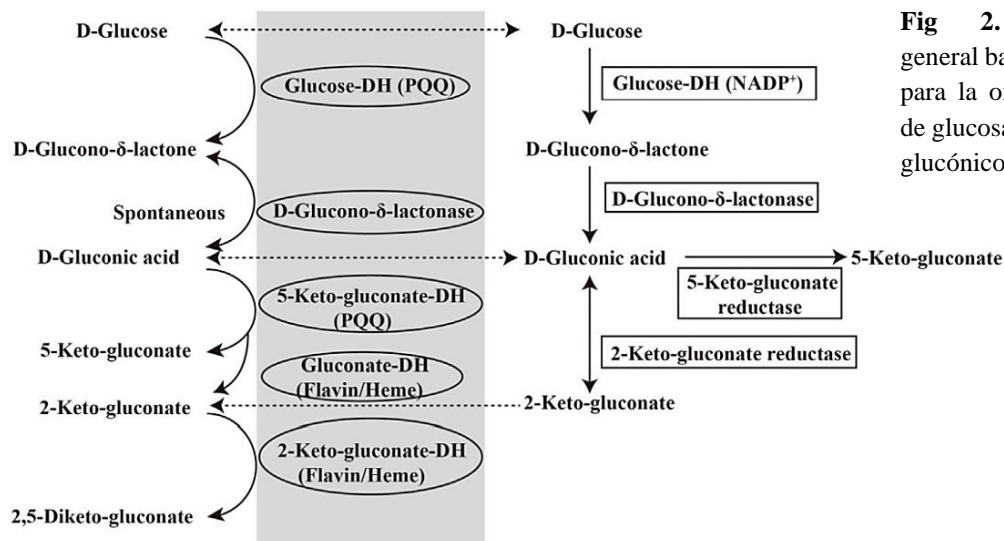 D-Glucose
D-Glucose
Glucose-DH (PQQ)
Glucose-DH (NADP⁺)
D-Glucono-δ-lactone
D-Glucono-δ-lactone
Spontaneous
D-Glucono-δ-lactonase
D-Glucono-δ-lactonase
D-Gluconic acid
D-Gluconic acid
5-Keto-gluconate
5-Keto-gluconate-DH
(PQQ)
5-Keto-gluconate
reductase
5-Keto-gluconate
Gluconate-DH
(Flavin/Heme)
2-Keto-gluconate reductase
2-Keto-gluconate
2-Keto-gluconate
2-Keto-gluconate-DH
(Flavin/Heme)
2,5-Diketo-gluconate
Fig 2.
general
para la
de
glucónico